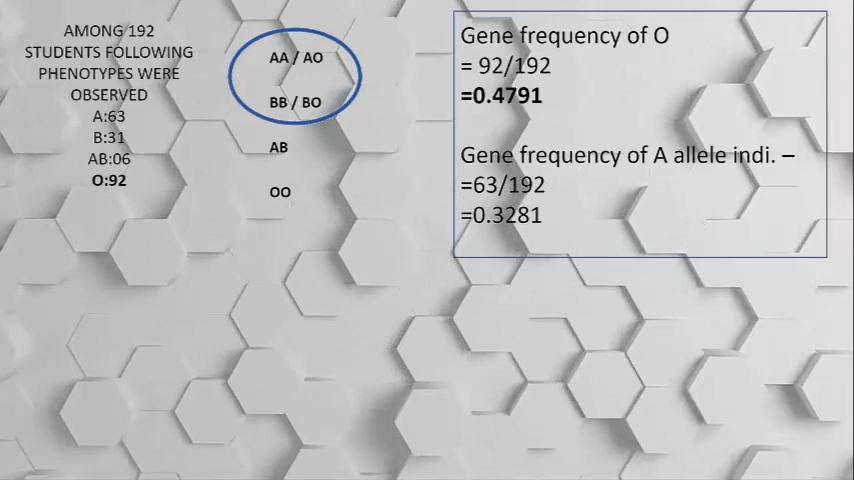 AMONG 192
STUDENTS FOLLOWING
PHENOTYPES WERE
OBSERVED
A:63
B:31
AB:06
O:92
AA / AO
BB / BO
AB
OO
Gene frequency of O
= 92/192
=0.4791
Gene frequency of A allele indi. –
=63/192
=0.3281